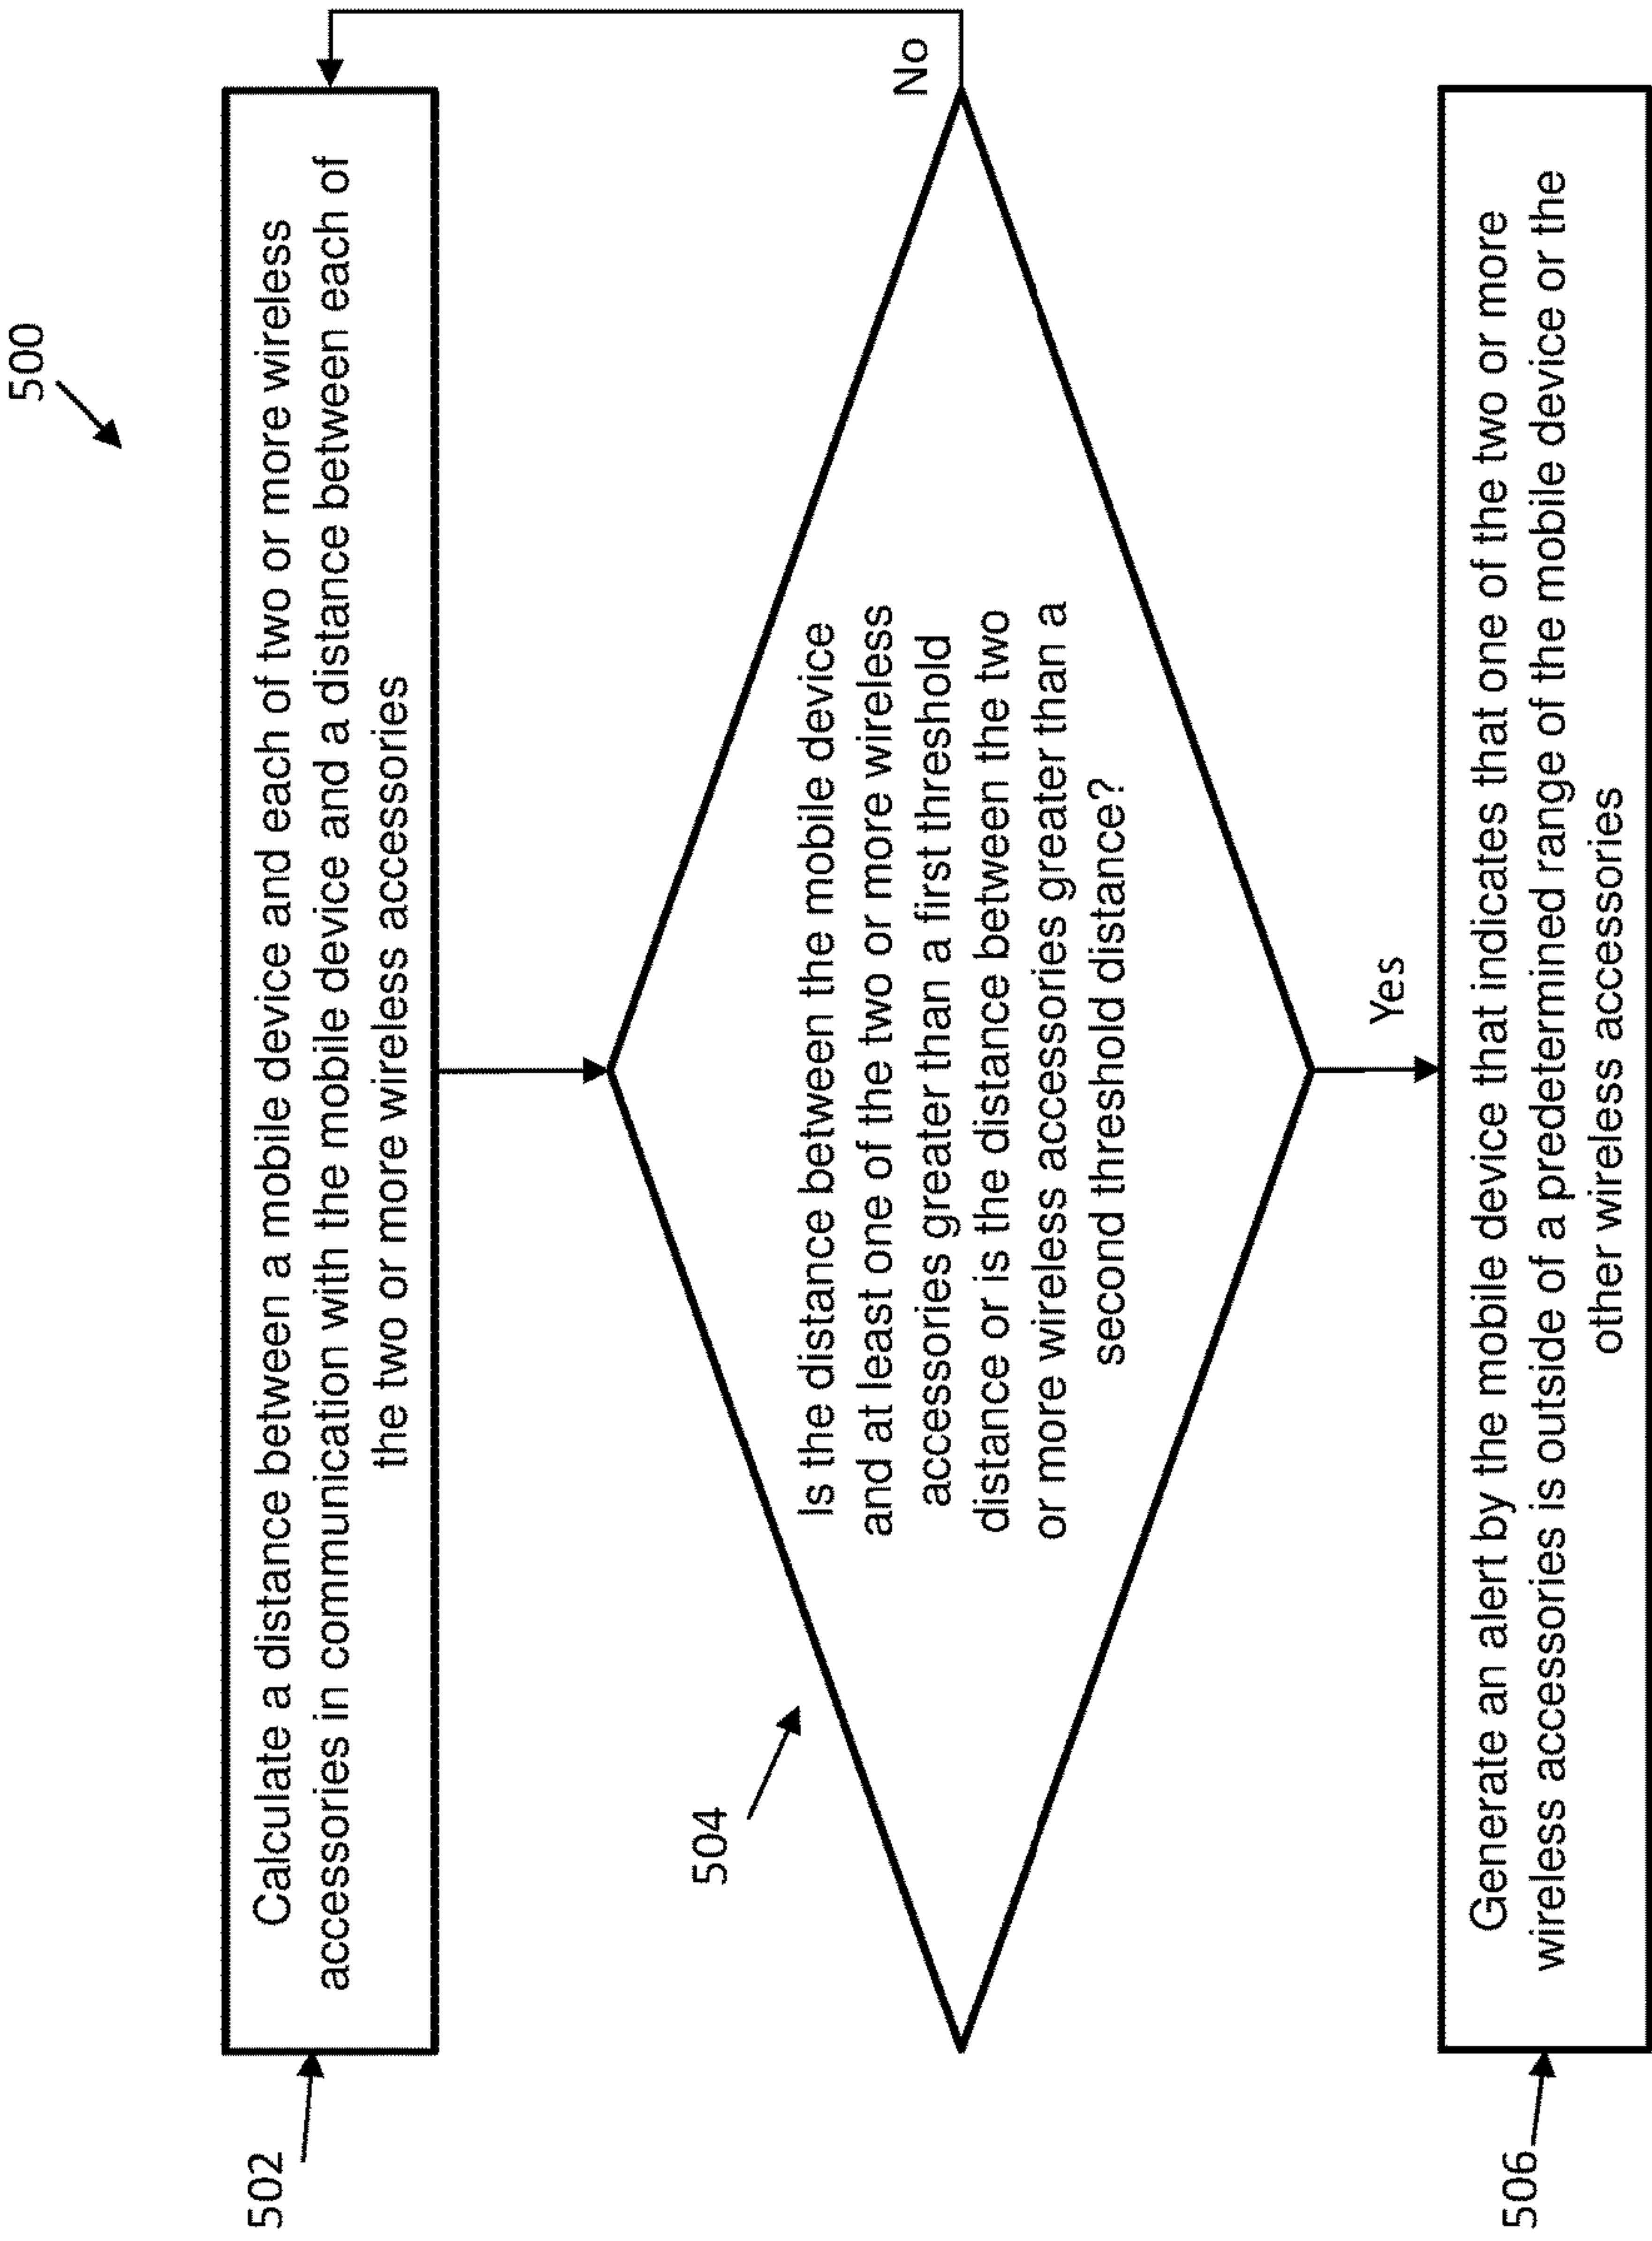 500
502
Calculate a distance between a mobile device and each of two or more wireless
accessories in communication with the mobile device and a distance between each of
the two or more wireless accessories
504
Is the distance between the mobile device
and at least one of the two or more wireless
accessories greater than a first threshold
distance or is the distance between the two
or more wireless accessories greater than a
second threshold distance?
No
Yes
506
Generate an alert by the mobile device that indicates that one of the two or more
wireless accessories is outside of a predetermined range of the mobile device or the
other wireless accessories